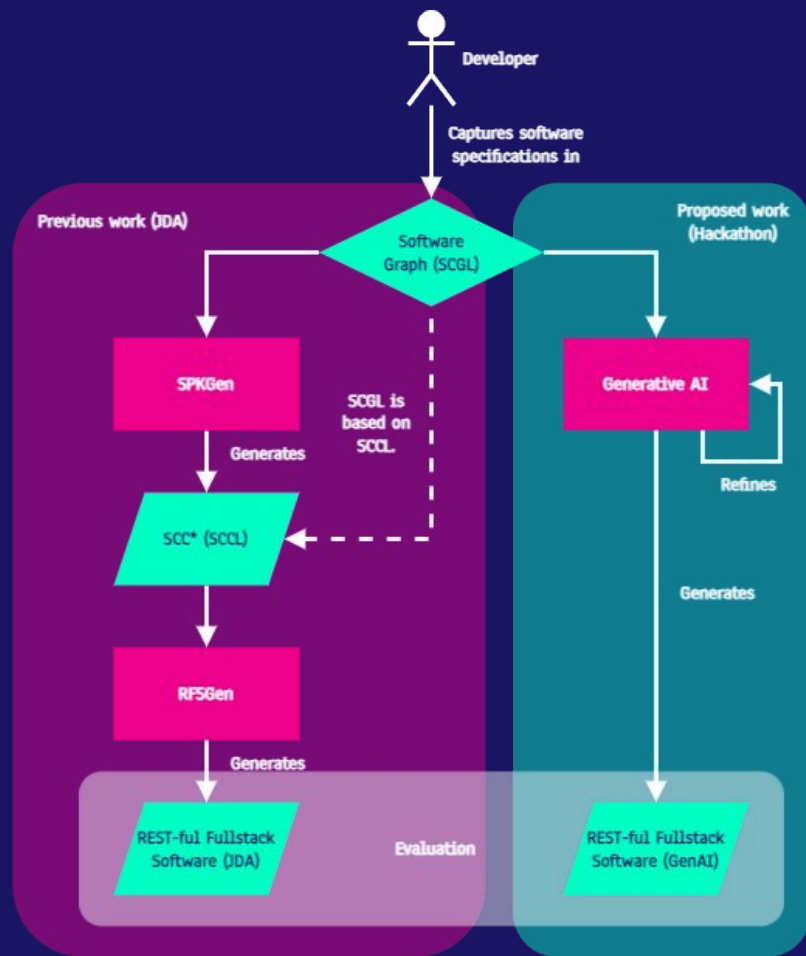 Developer
Captures software
specifications in
Previous work (JDA)
Proposed work
(Hackathon)
Software
Graph (SCGL)
SPKGen
Generative AI
SCGL is
based on
SCCL.
Generates
Refines
SCC* (SCCL)
Generates
RFSGen
Generates
REST-ful Fullstack
Software (JDA)
Evaluation
REST-ful Fullstack
Software (GenAI)